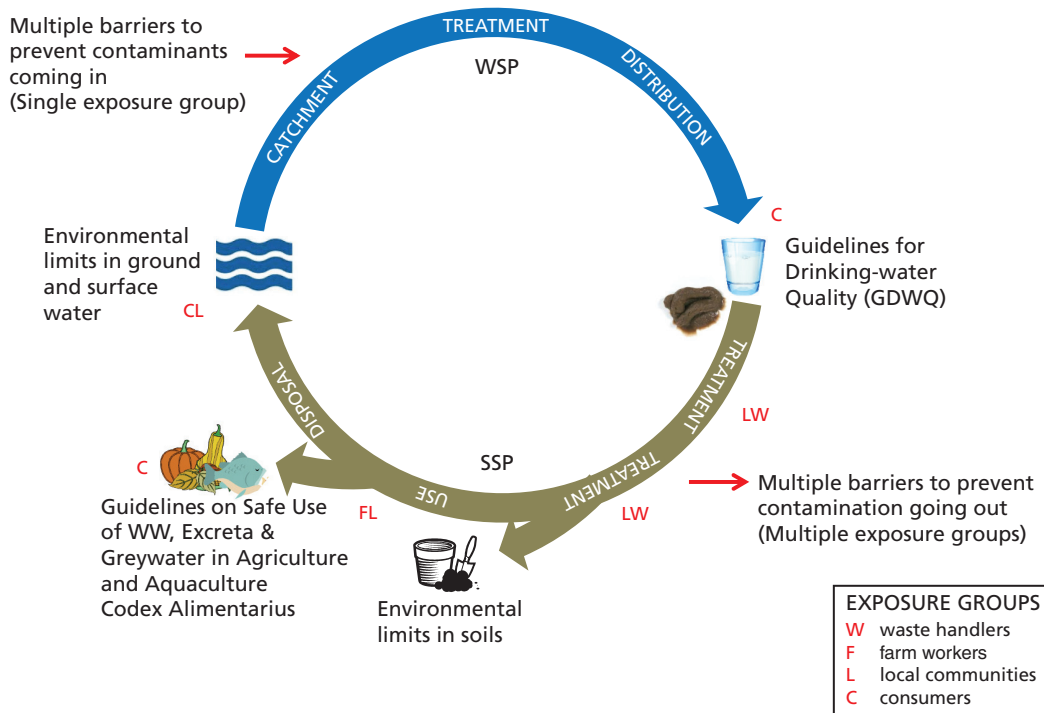 Multiple barriers to
prevent contaminants
coming in
(Single exposure group)
CATCHMENT
TREATMENT
DISTRIBUTION
WSP
C
Guidelines for
Drinking-water
Quality (GDWQ)
Environmental
limits in ground
and surface
water
CL
TREATMENT
LW
TREATMENT
LW
Multiple barriers to prevent
contamination going out
(Multiple exposure groups)
SSP
USE
FL
DISPOSAL
C
Guidelines on Safe Use
of WW, Excreta &
Greywater in Agriculture
and Aquaculture
Codex Alimentarius
Environmental
limits in soils
EXPOSURE GROUPS
W waste handlers
F farm workers
L local communities
C consumers